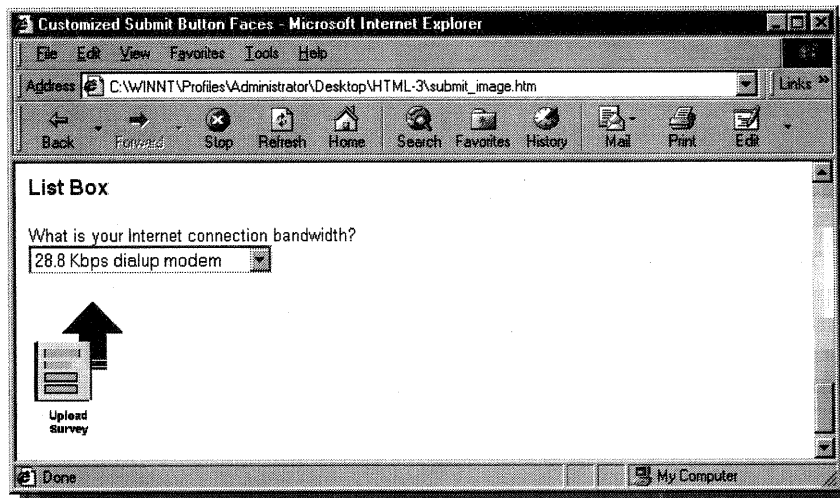 Customized Submit Button Faces - Microsoft Internet Explorer
File Edit View Favorites Tools Help
Address C:\WINNT\Profiles\Administrator\Desktop\HTML-3\submit_image.htm Links »
Back Forward Stop Refresh Home Search Favorites History Mail Print Edit
List Box
What is your Internet connection bandwidth?
28.8 Kbps dialup modem
Upload
Survey
Done My Computer